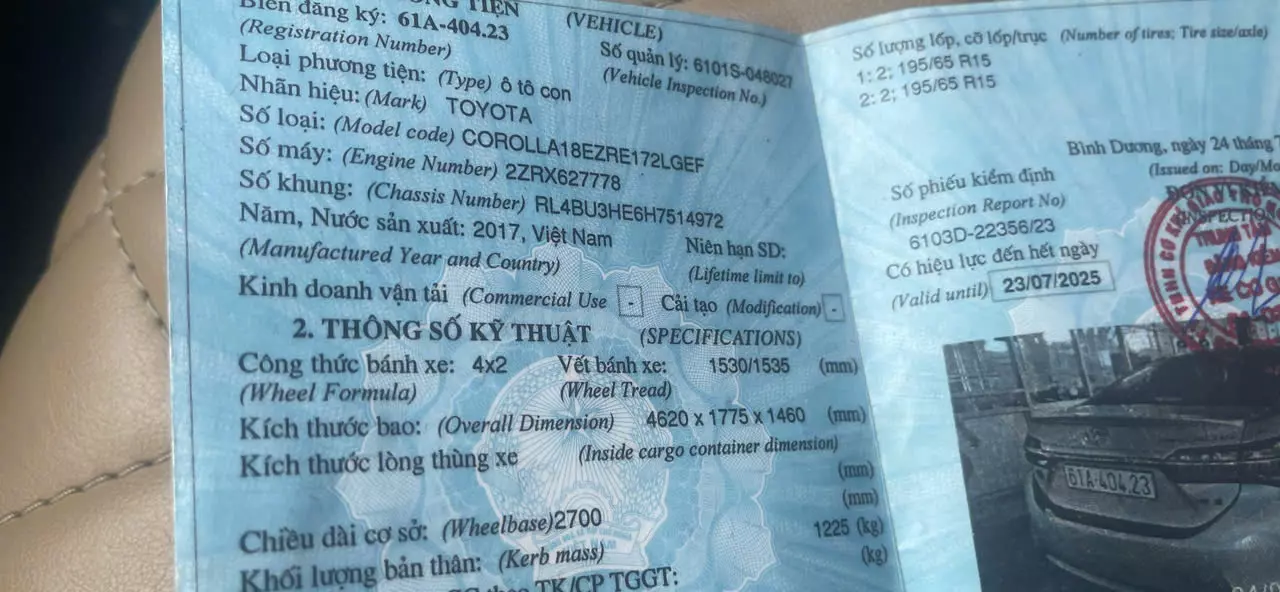 TIỆN (VEHICLE)
Biển đăng ký: 61A-404.23
(Registration Number)
Số quản lý: 6101S-048027
(Vehicle Inspection No.)
Loại phương tiện: (Type) ô tô con
Nhãn hiệu: (Mark) TOYOTA
Số loại: (Model code) COROLLA18EZRE172LGEF
Số máy: (Engine Number) 2ZRX627778
Số khung: (Chassis Number) RL4BU3HE6H7514972
Năm, Nước sản xuất: 2017, Việt Nam
Niên hạn SD:
(Manufactured Year and Country)
(Lifetime limit to)
Kinh doanh vận tải (Commercial Use - Cải tạo (Modification) -
2. THÔNG SỐ KỸ THUẬT (SPECIFICATIONS)
Công thức bánh xe: 4x2 Vết bánh xe: 1530/1535 (mm)
(Wheel Formula) (Wheel Tread)
Kích thước bao: (Overall Dimension) 4620 x 1775 x 1460 (mm)
Kích thước lòng thùng xe (Inside cargo container dimension)
(mm)
(mm)
Chiều dài cơ sở: (Wheelbase)2700
1225 (kg)
Khối lượng bản thân: (Kerb mass)
(kg)
TK/CP TGGT:
Số lượng lốp, cỡ lốp/trục (Number of tires; Tire size/axle)
1: 2; 195/65 R15
2: 2; 195/65 R15
Bình Dương, ngày 24 tháng
(Issued on: Day/Mo
Số phiếu kiểm định
(Inspection Report No)
6103D-22356/23
Có hiệu lực đến hết ngày
(Valid until) 23/07/2025
INSPECTION
TRUNG TÂM
61A-404.23